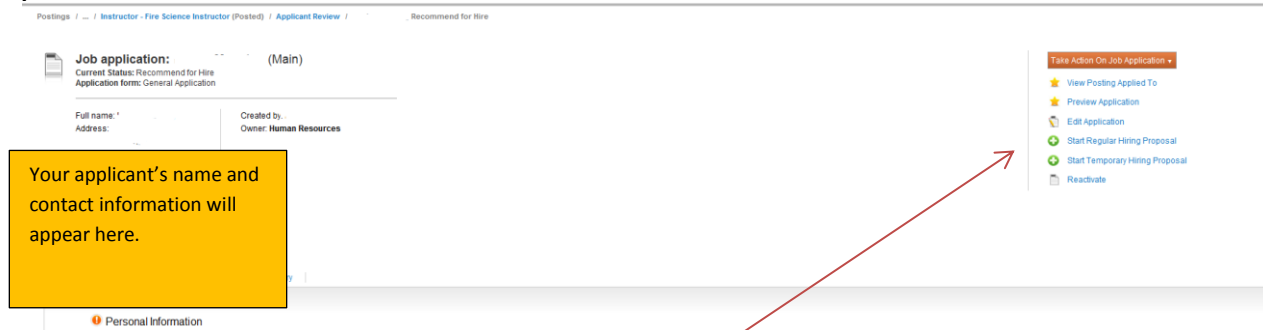 Postings / ... / Instructor - Fire Science Instructor (Posted) / Applicant Review / Recommend for Hire
Job application: (Main)
Current Status: Recommend for Hire
Application form: General Application
Full name:
Address:
Created by.
Owner: Human Resources
Your applicant’s name and
contact information will
appear here.
Take Action On Job Application
View Posting Applied To
Preview Application
Edit Application
Start Regular Hiring Proposal
Start Temporary Hiring Proposal
Reactivate
Personal Information